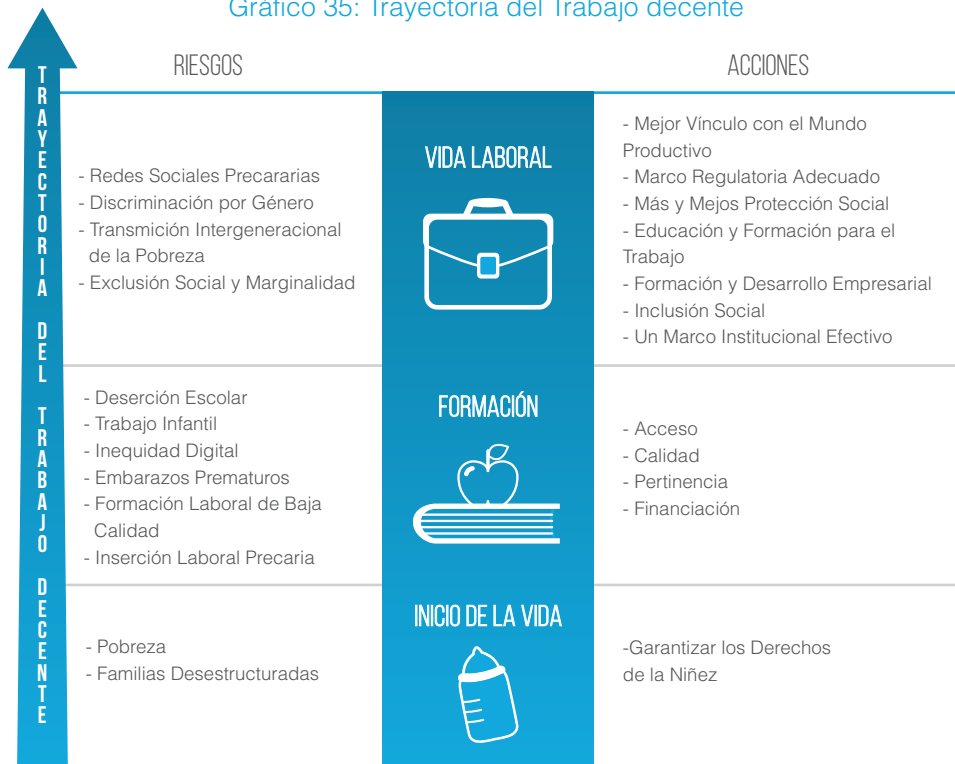 Gráfico 35: Trayectoria del Trabajo decente
TRAYECTORIA DEL TRABAJO DECENTE
RIESGOS
ACCIONES
- Redes Sociales Precararias
- Discriminación por Género
- Transmición Intergeneracional
de la Pobreza
- Exclusión Social y Marginalidad
VIDA LABORAL
- Mejor Vínculo con el Mundo
Productivo
- Marco Regulatoria Adecuado
- Más y Mejos Protección Social
- Educación y Formación para el
Trabajo
- Formación y Desarrollo Empresarial
- Inclusión Social
- Un Marco Institucional Efectivo
- Deserción Escolar
- Trabajo Infantil
- Inequidad Digital
- Embarazos Prematuros
- Formación Laboral de Baja
Calidad
- Inserción Laboral Precaria
FORMACIÓN
- Acceso
- Calidad
- Pertinencia
- Financiación
- Pobreza
- Familias Desestructuradas
INICIO DE LA VIDA
-Garantizar los Derechos
de la Niñez